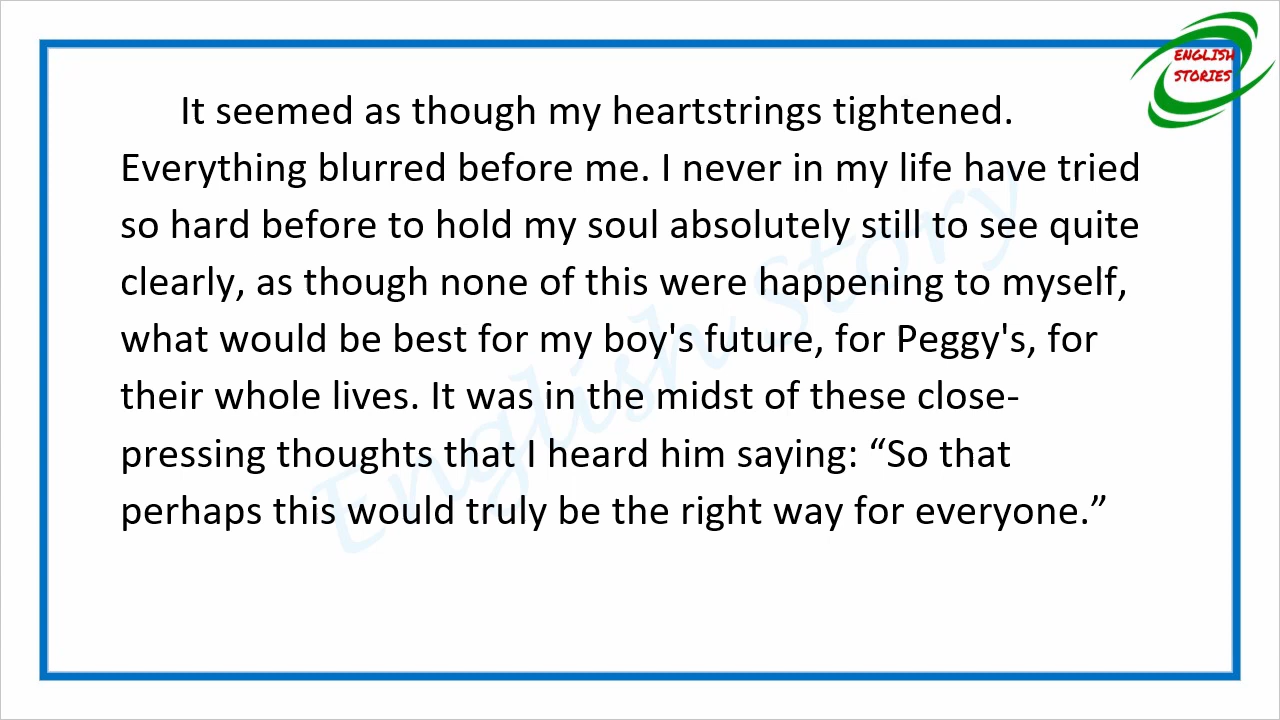 ENGLISH
STORIES
It seemed as though my heartstrings tightened.
Everything blurred before me. I never in my life have tried
so hard before to hold my soul absolutely still to see quite
clearly, as though none of this were happening to myself,
what would be best for my boy's future, for Peggy's, for
their whole lives. It was in the midst of these close-
pressing thoughts that I heard him saying: “So that
perhaps this would truly be the right way for everyone.”
English Story